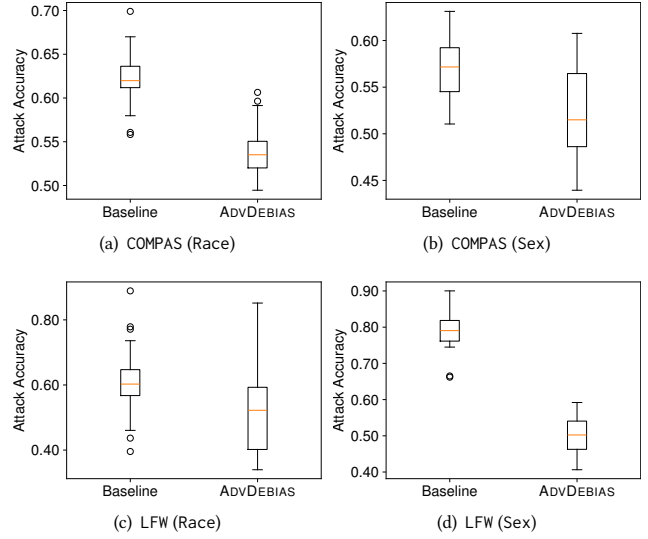 0.70
0.65
0.60
0.55
0.50
Attack Accuracy
Baseline ADVDEBIAS
(a) COMPAS (Race)
0.60
0.55
0.50
0.45
Attack Accuracy
Baseline ADVDEBIAS
(b) COMPAS (Sex)
0.80
0.60
0.40
Attack Accuracy
Baseline ADVDEBIAS
(c) LFW (Race)
0.90
0.80
0.70
0.60
0.50
0.40
Attack Accuracy
Baseline ADVDEBIAS
(d) LFW (Sex)